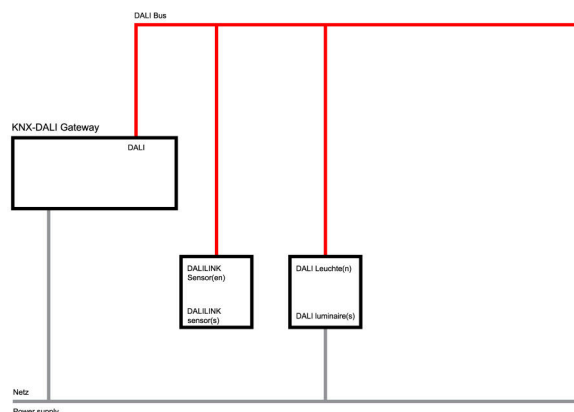 DALI Bus
KNX-DALI Gateway
DALI
DALILINK
Sensor(en)
DALILINK
sensor(s)
DALI Leuchte(n)
DALI luminaire(s)
Netz
Power supply